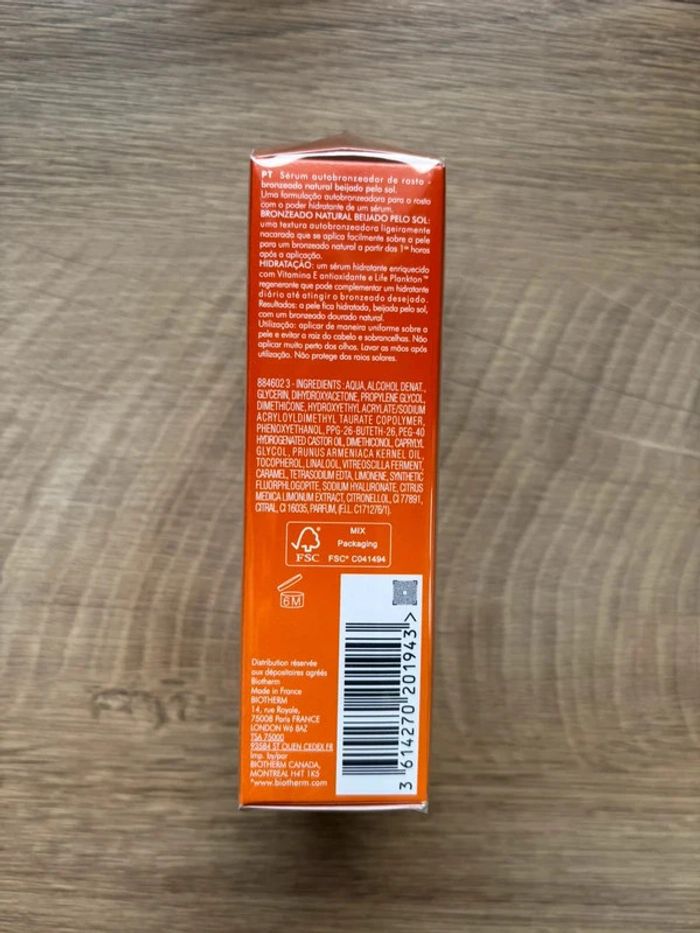 PT Sérum autobronzeador de rosto -
bronzeado natural beijado pelo sol.
Uma formulação autobronzeadora para o rosto
com o poder hidratante de um sérum.
BRONZEADO NATURAL BEIJADO PELO SOL:
uma textura autobronzeadora ligeiramente
nacarada que se aplica facilmente sobre a pele
para um bronzeado natural a partir das 1ªs horas
após a aplicação.
HIDRATAÇÃO: um sérum hidratante enriquecido
com Vitamina E antioxidante e Life Plankton™
regenerante que pode complementar um hidratante
diário até atingir o bronzeado desejado.
Resultados: a pele fica hidratada, beijada pelo sol,
com um bronzeado dourado natural.
Utilização: aplicar de maneira uniforme sobre a
pele e evitar a raiz do cabelo e sobrancelhas. Não
aplicar muito perto dos olhos. Lavar as mãos após
utilização. Não protege dos raios solares.
884602 3 - INGREDIENTS: AQUA, ALCOHOL DENAT.,
GLYCERIN, DIHYDROXYACETONE, PROPYLENE GLYCOL,
DIMETHICONE, HYDROXYETHYL ACRYLATE/SODIUM
ACRYLOYLDIMETHYL TAURATE COPOLYMER,
PHENOXYETHANOL, PPG-26-BUTETH-26, PEG-40
HYDROGENATED CASTOR OIL, DIMETHICONOL, CAPRYLYL
GLYCOL, PRUNUS ARMENIACA KERNEL OIL,
TOCOPHEROL, LINALOOL, VITREOSCILLA FERMENT,
CARAMEL, TETRASODIUM EDTA, LIMONENE, SYNTHETIC
FLUORPHLOGOPITE, SODIUM HYALURONATE, CITRUS
MEDICA LIMONUM EXTRACT, CITRONELLOL, CI 77891,
CITRAL, CI 16035, PARFUM, (F.I.L. C171276/1).
FSC
MIX
Packaging
FSC® C041494
6M
Distribution réservée
aux dépositaires agréés
Biotherm
Made in France
BIOTHERM
14, rue Royale,
75008 Paris FRANCE
LONDON W6 8AZ
TSA 75000
93584 ST OUEN CEDEX FR
Imp. by/par
BIOTHERM CANADA,
MONTREAL H4T 1K5
"www.biotherm.com
3 614270 201943 >